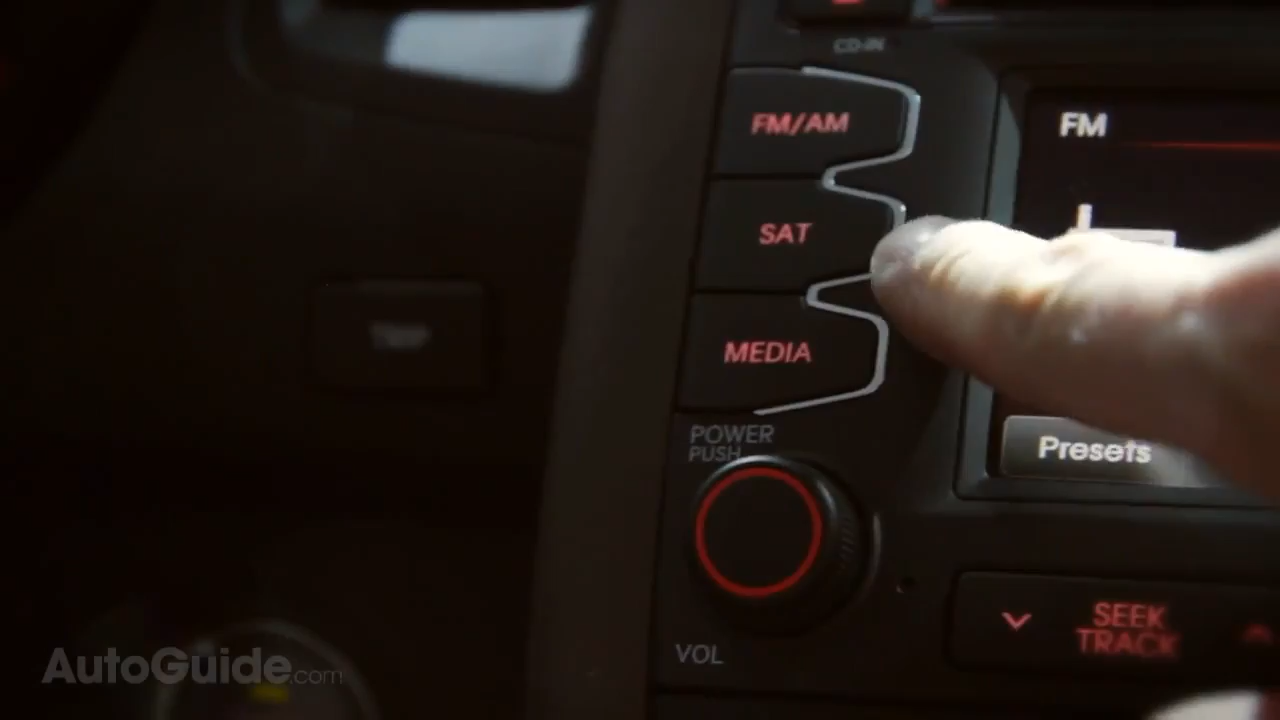 CD-IN
FM/AM
FM
SAT
MEDIA
POWER
PUSH
Presets
VOL
SEEK
TRACK
AutoGuide.com